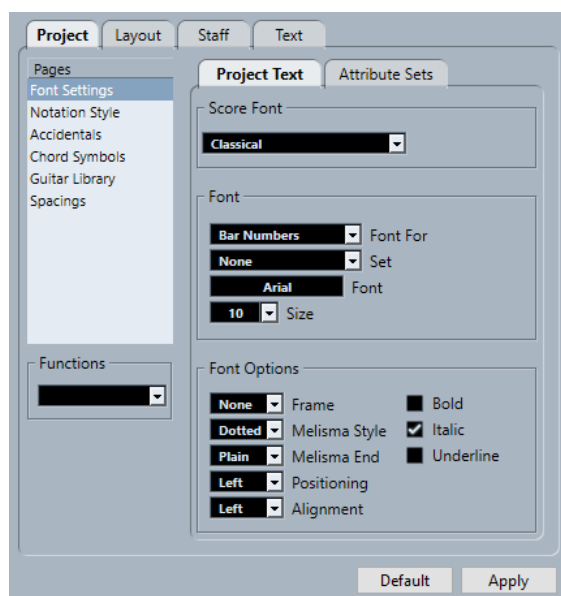 Project Layout Staff Text
Pages
Font Settings
Notation Style
Accidentals
Chord Symbols
Guitar Library
Spacings
Functions
Project Text Attribute Sets
Score Font
Classical
Font
Bar Numbers Font For
None Set
Arial Font
10 Size
Font Options
None Frame Bold
Dotted Melisma Style Italic
Plain Melisma End Underline
Left Positioning
Left Alignment
Default Apply